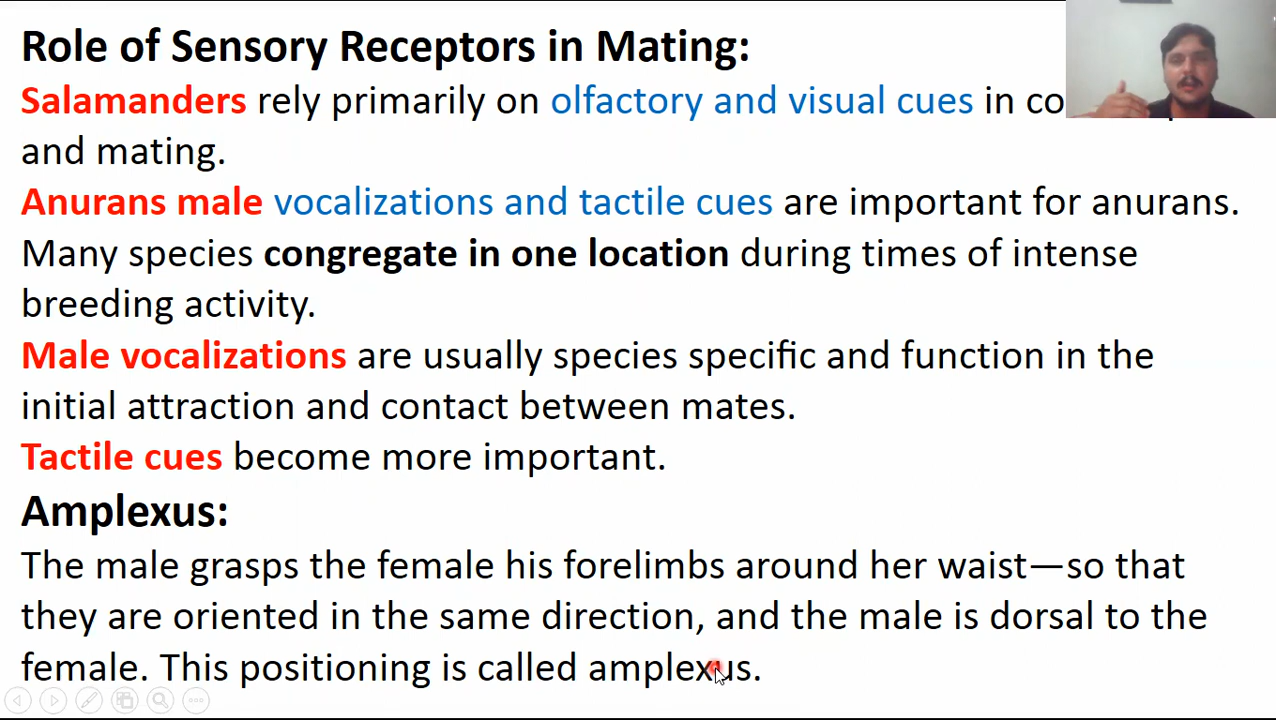 Role of Sensory Receptors in Mating:
Salamanders rely primarily on olfactory and visual cues in
and mating.
Anurans male vocalizations and tactile cues are important for anurans.
Many species congregate in one location during times of intense
breeding activity.
Male vocalizations are usually species specific and function in the
initial attraction and contact between mates.
Tactile cues become more important.
Amplexus:
The male grasps the female his forelimbs around her waist—so that
they are oriented in the same direction, and the male is dorsal to the
female. This positioning is called amplexus.